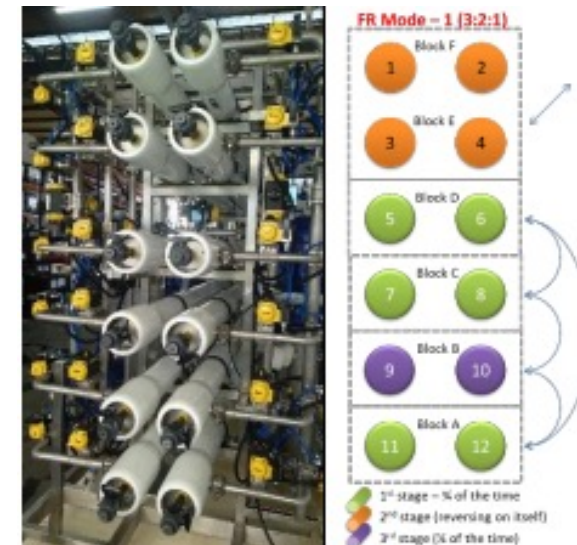 FR Mode – 1 (3:2:1)
Block F
1 2
Block E
3 4
Block D
5 6
Block C
7 8
Block B
9 10
Block A
11 12
1st stage – ¾ of the time
2nd stage (reversing on itself)
3rd stage (¼ of the time)